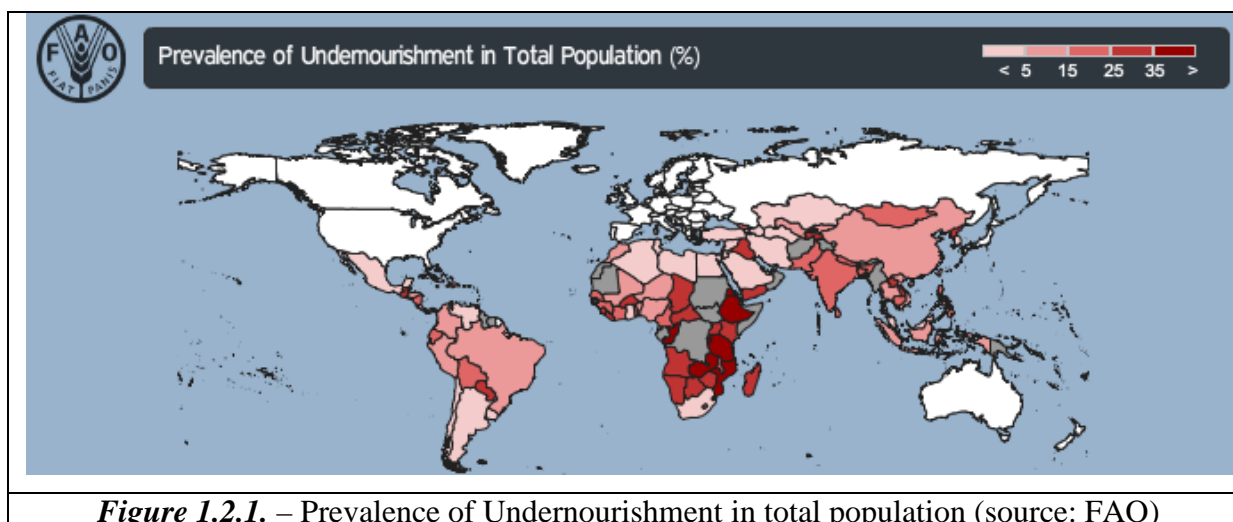 F A O
FIAT PANIS
Prevalence of Undernourishment in Total Population (%)
< 5 15 25 35 >
Figure 1.2.1. – Prevalence of Undernourishment in total population (source: FAO)